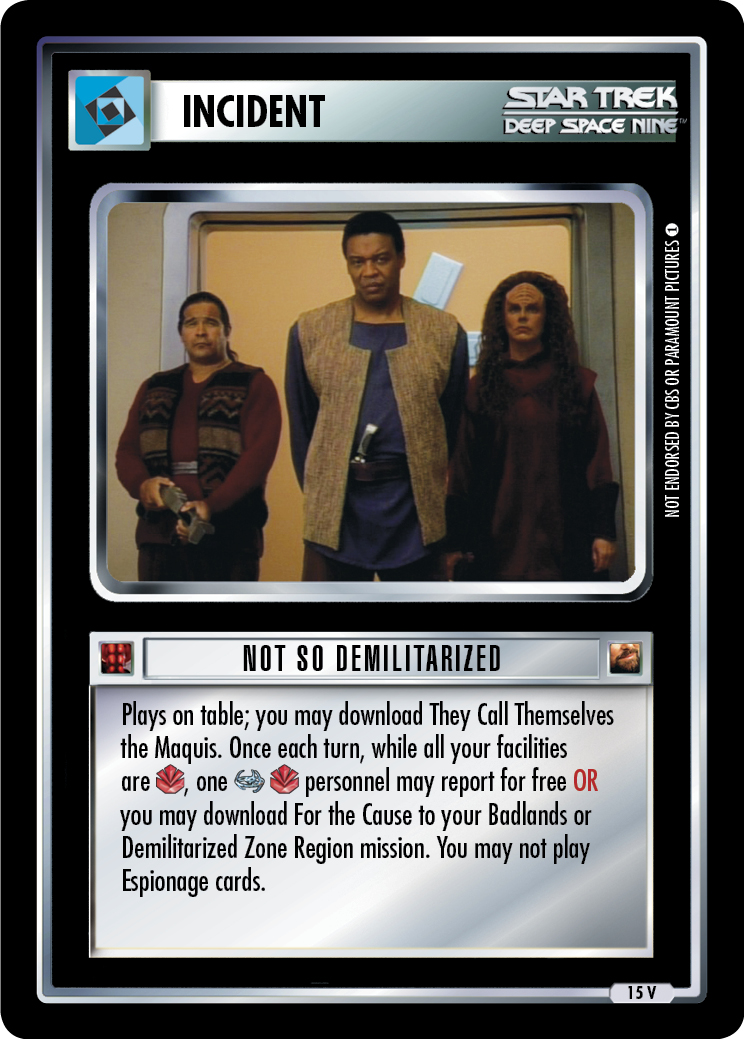 INCIDENT
STAR TREK
DEEP SPACE NINE™
NOT ENDORSED BY CBS OR PARAMOUNT PICTURES 1
NOT SO DEMILITARIZED
Plays on table; you may download They Call Themselves
the Maquis. Once each turn, while all your facilities
are , one personnel may report for free OR
you may download For the Cause to your Badlands or
Demilitarized Zone Region mission. You may not play
Espionage cards.
15 V